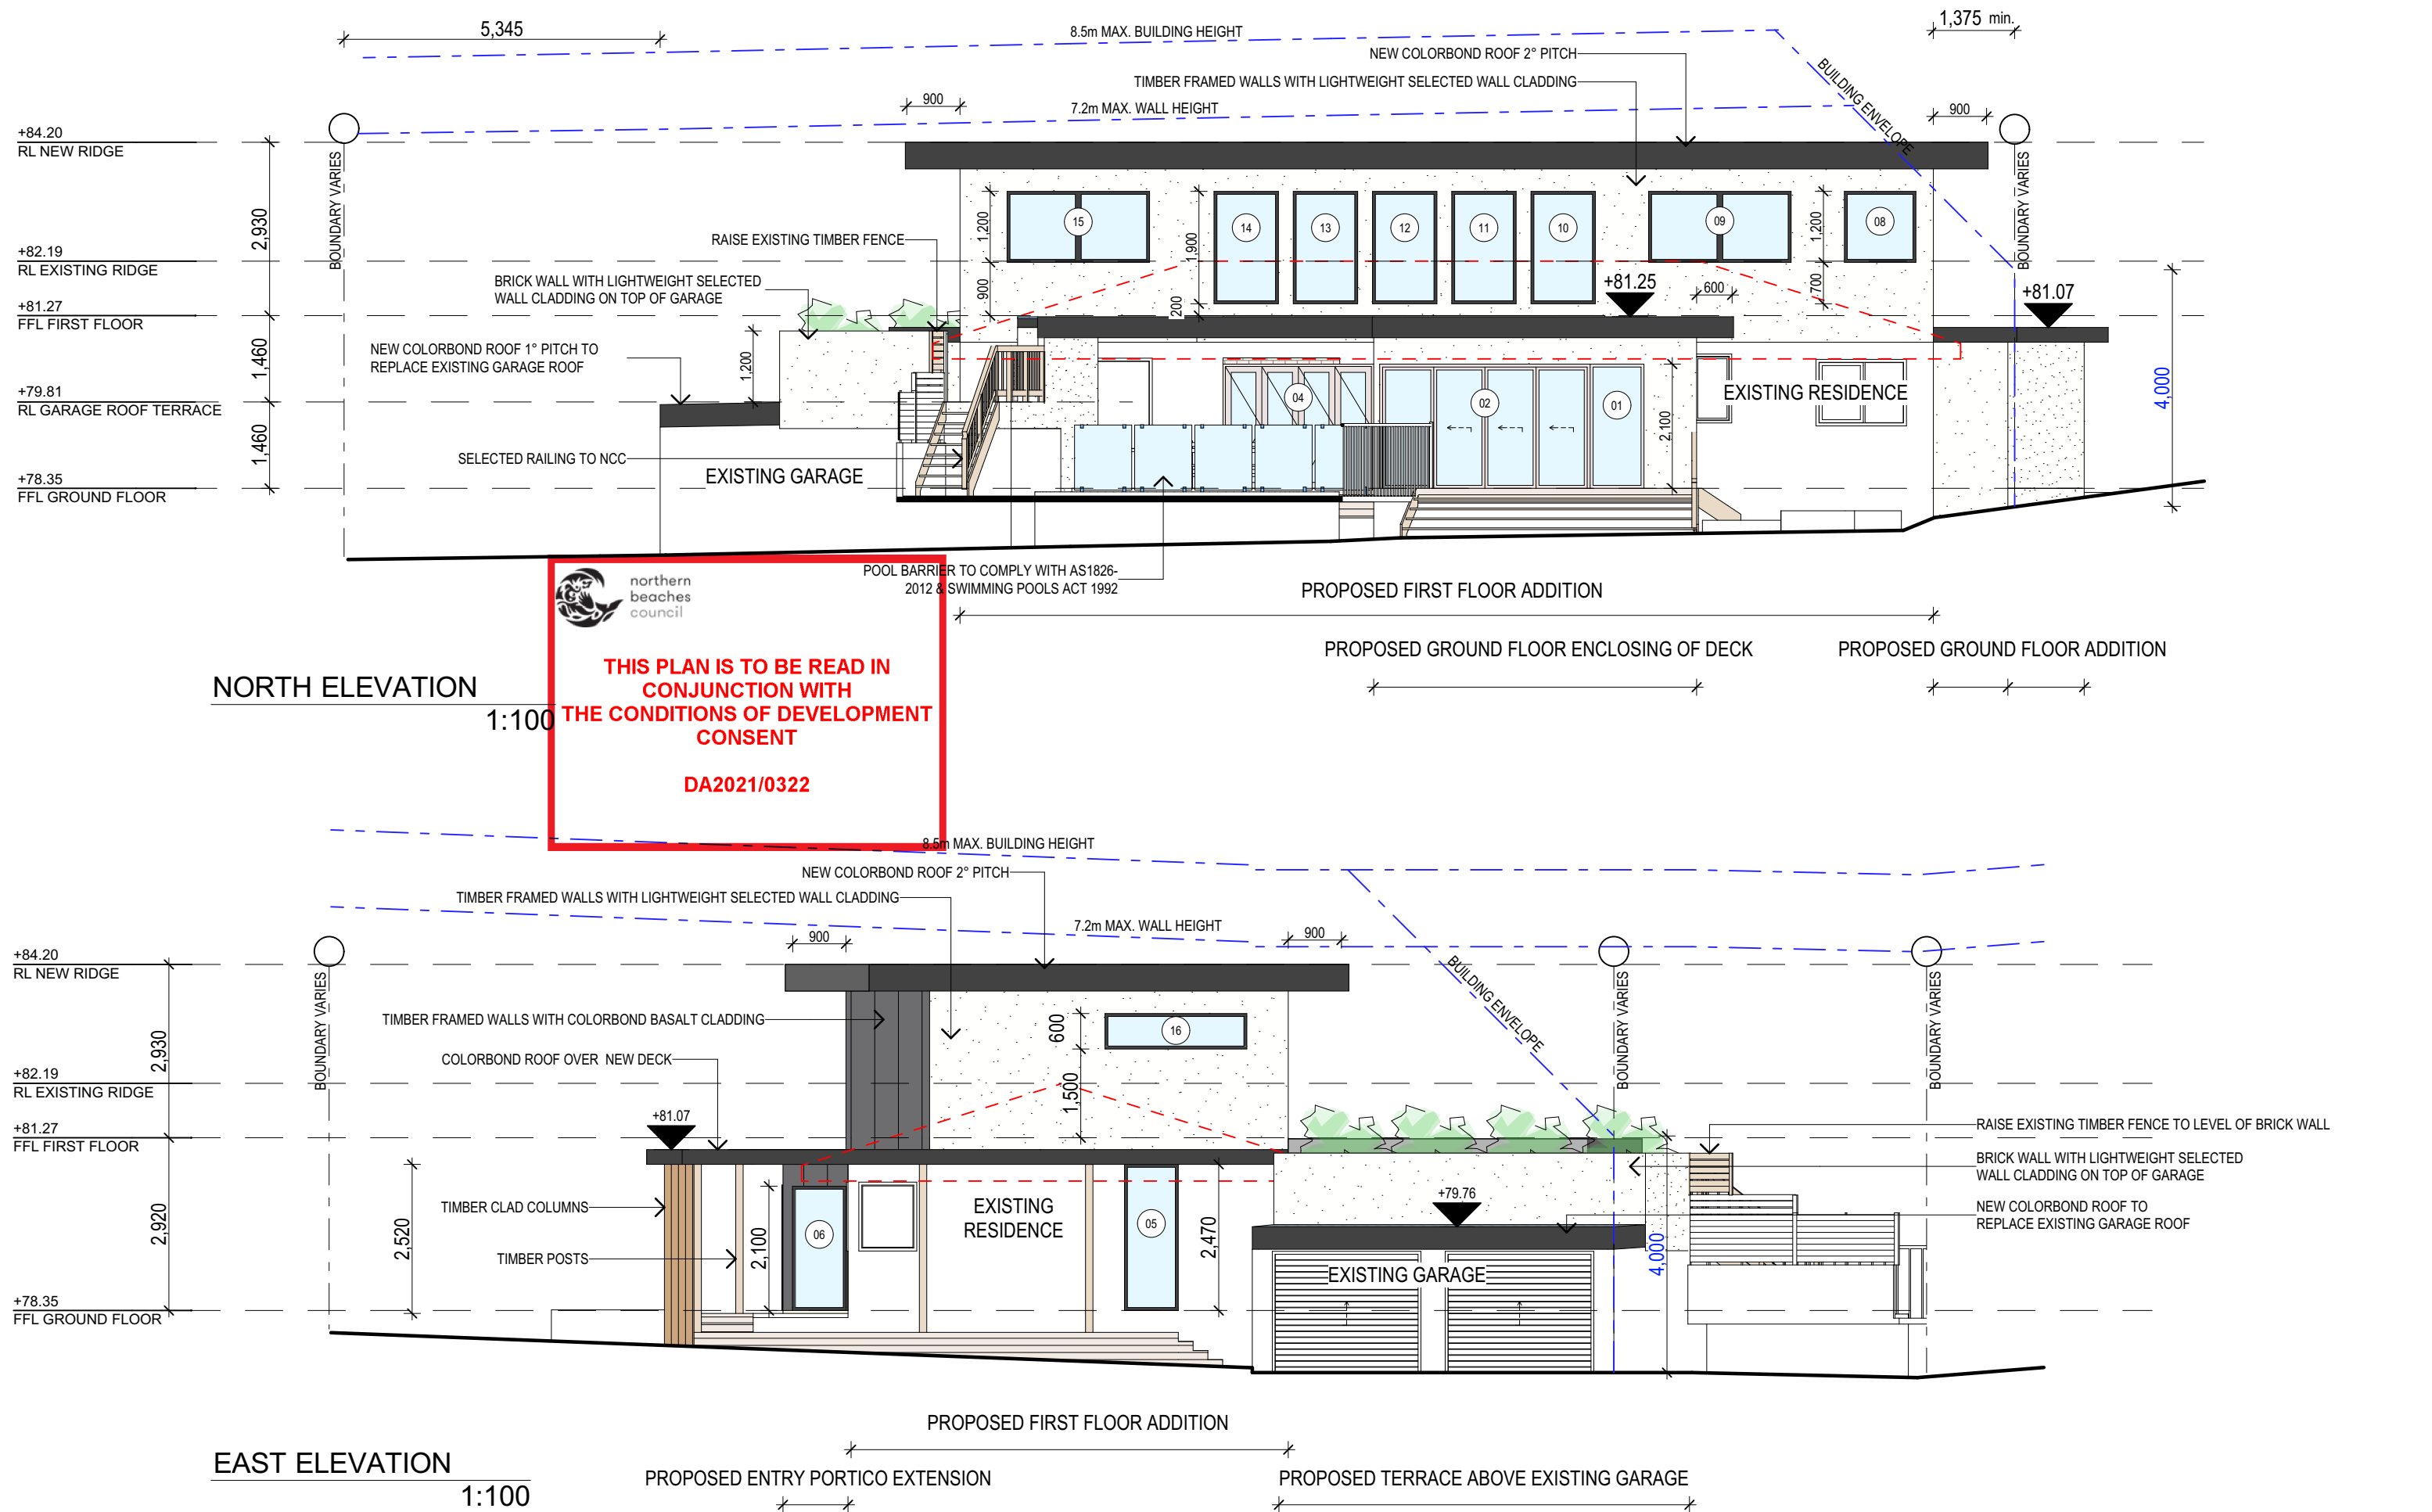 5,345
8.5m MAX. BUILDING HEIGHT
1,375 min.
NEW COLORBOND ROOF 2° PITCH
TIMBER FRAMED WALLS WITH LIGHTWEIGHT SELECTED WALL CLADDING
BUILDING ENVELOPE
900
7.2m MAX. WALL HEIGHT
900
+84.20
RL NEW RIDGE
BOUNDARY VARIES
BOUNDARY VARIES
2,930
1,200
15
1,900
14
13
12
11
10
09
1,200
08
RAISE EXISTING TIMBER FENCE
+82.19
RL EXISTING RIDGE
BRICK WALL WITH LIGHTWEIGHT SELECTED
WALL CLADDING ON TOP OF GARAGE
900
200
+81.25
600
700
+81.07
+81.27
FFL FIRST FLOOR
1,460
NEW COLORBOND ROOF 1° PITCH TO
REPLACE EXISTING GARAGE ROOF
1,200
+79.81
RL GARAGE ROOF TERRACE
04
02
01
2,100
EXISTING RESIDENCE
4,000
1,460
SELECTED RAILING TO NCC
EXISTING GARAGE
+78.35
FFL GROUND FLOOR
POOL BARRIER TO COMPLY WITH AS1826-
2012 & SWIMMING POOLS ACT 1992
PROPOSED FIRST FLOOR ADDITION
PROPOSED GROUND FLOOR ENCLOSING OF DECK
PROPOSED GROUND FLOOR ADDITION
NORTH ELEVATION
1:100
northern
beaches
council
THIS PLAN IS TO BE READ IN
CONJUNCTION WITH
THE CONDITIONS OF DEVELOPMENT
CONSENT
DA2021/0322
8.5m MAX. BUILDING HEIGHT
NEW COLORBOND ROOF 2° PITCH
TIMBER FRAMED WALLS WITH LIGHTWEIGHT SELECTED WALL CLADDING
7.2m MAX. WALL HEIGHT
900
900
BUILDING ENVELOPE
+84.20
RL NEW RIDGE
BOUNDARY VARIES
BOUNDARY VARIES
BOUNDARY VARIES
2,930
TIMBER FRAMED WALLS WITH COLORBOND BASALT CLADDING
600
16
COLORBOND ROOF OVER NEW DECK
1,500
+82.19
RL EXISTING RIDGE
+81.07
+81.27
FFL FIRST FLOOR
RAISE EXISTING TIMBER FENCE TO LEVEL OF BRICK WALL
BRICK WALL WITH LIGHTWEIGHT SELECTED
WALL CLADDING ON TOP OF GARAGE
NEW COLORBOND ROOF TO
REPLACE EXISTING GARAGE ROOF
2,920
TIMBER CLAD COLUMNS
2,520
TIMBER POSTS
2,100
06
EXISTING
RESIDENCE
05
2,470
+79.76
EXISTING GARAGE
4,000
+78.35
FFL GROUND FLOOR
PROPOSED FIRST FLOOR ADDITION
EAST ELEVATION
1:100
PROPOSED ENTRY PORTICO EXTENSION
PROPOSED TERRACE ABOVE EXISTING GARAGE